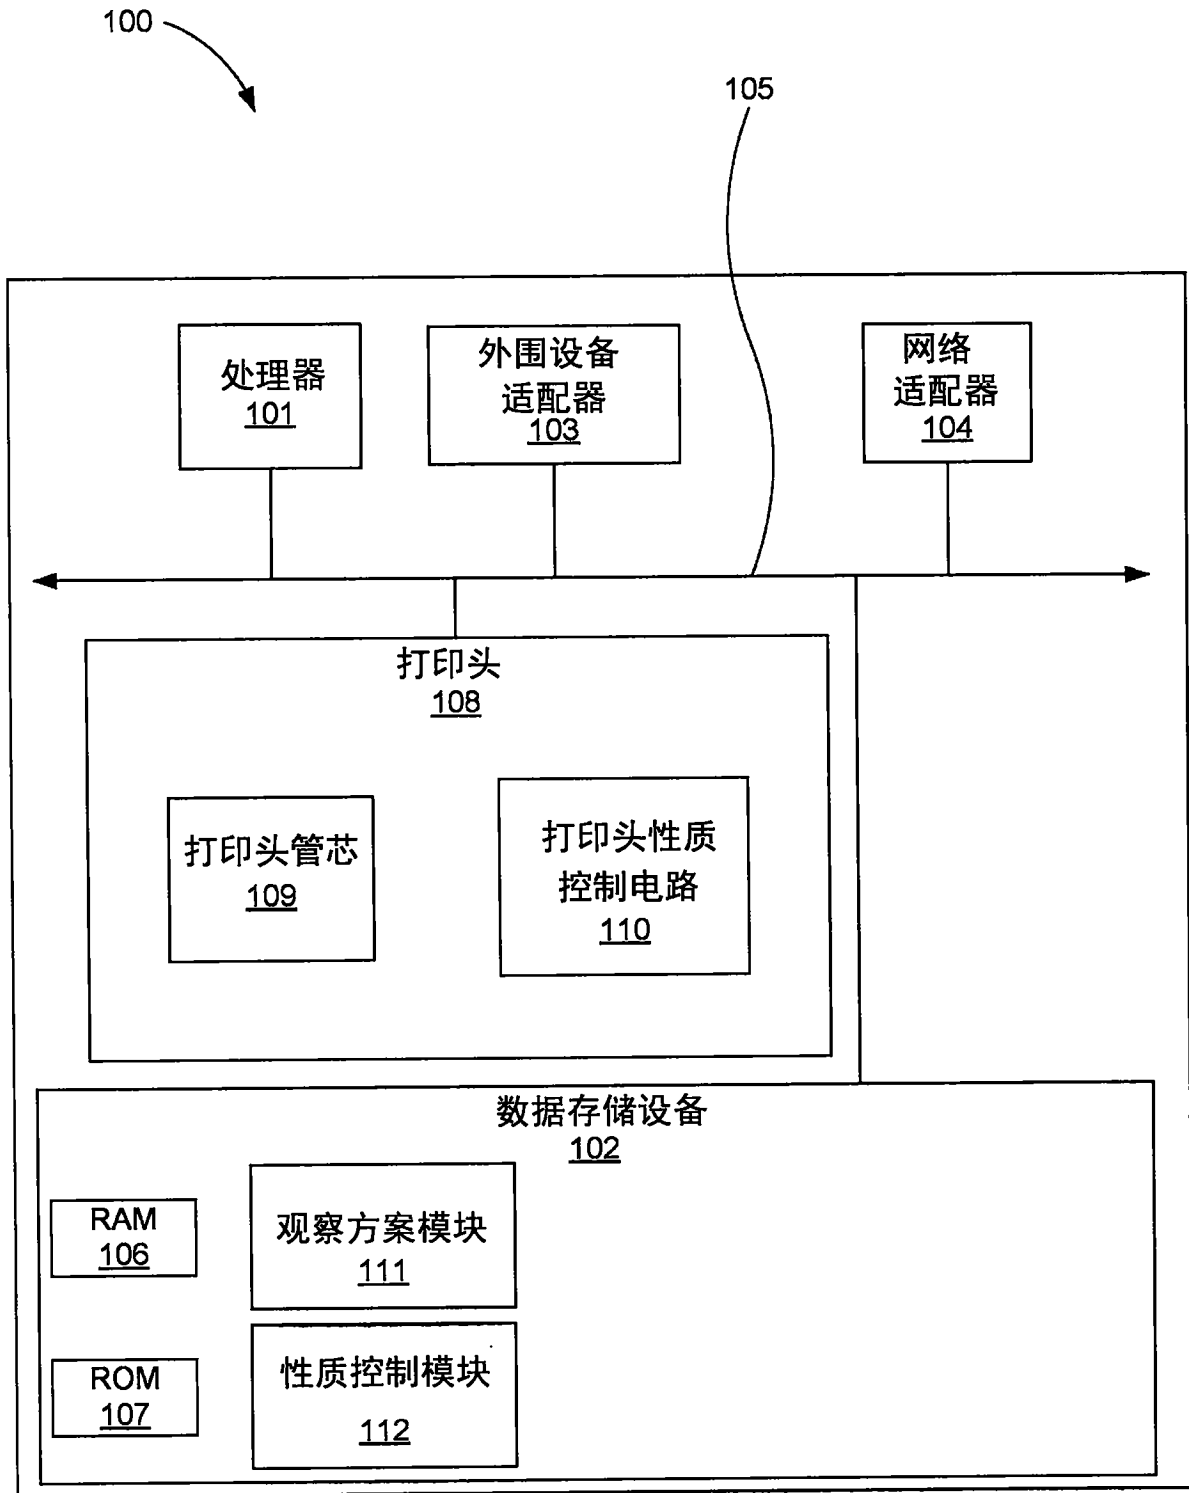 100
105
处理器
101
外围设备
适配器
103
网络
适配器
104
打印头
108
打印头管芯
109
打印头性质
控制电路
110
数据存储设备
102
RAM
106
观察方案模块
111
ROM
107
性质控制模块
112